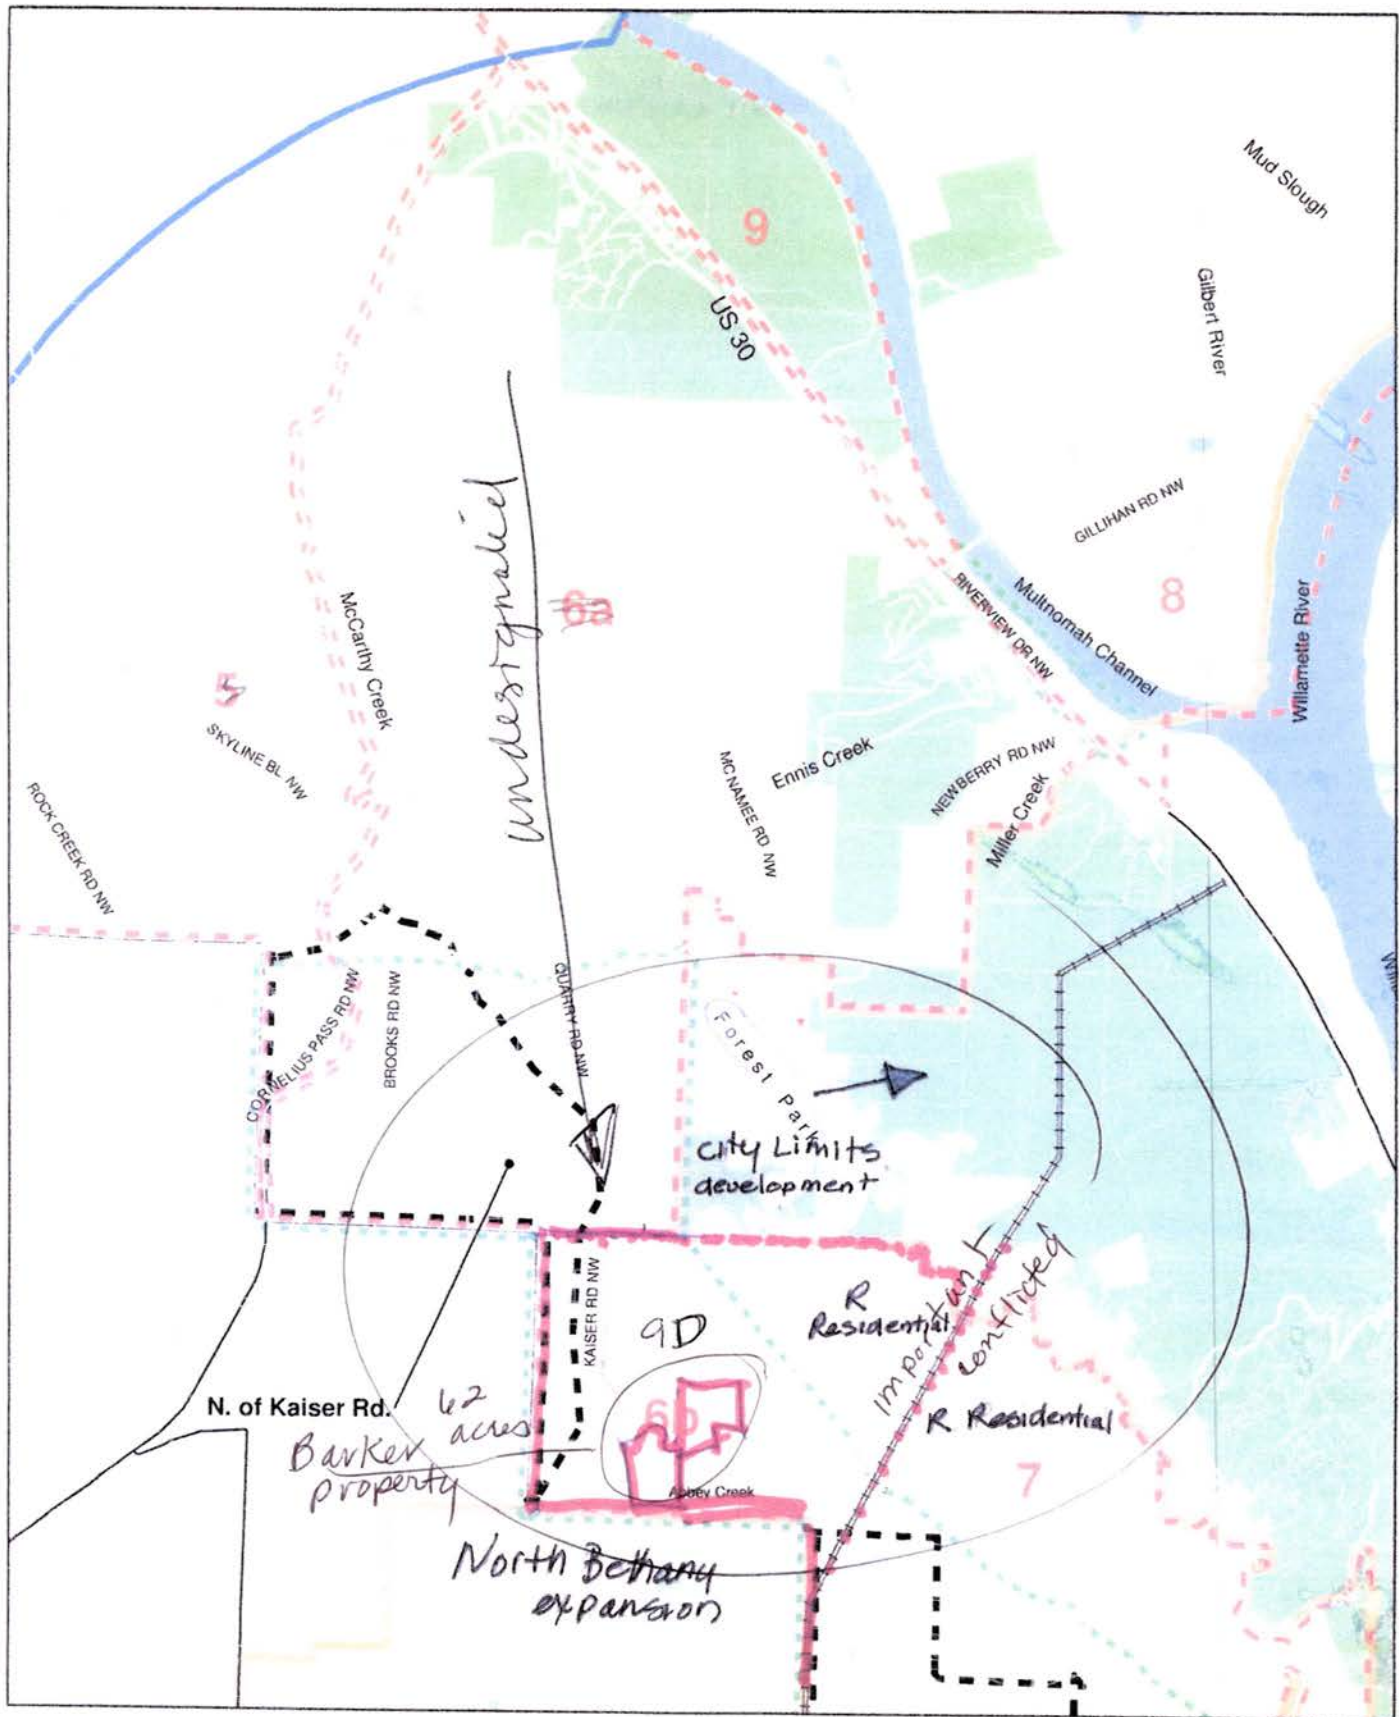 Mud Slough
9
Gilbert River
US 30
GILLIHAN RD NW
undesignated
6a
8
RIVERVIEW DR NW
Multnomah Channel
Willamette River
McCarthy Creek
5
SKYLINE BL NW
ROCK CREEK RD NW
MC NAMEE RD NW
Ennis Creek
NEWBERRY RD NW
Miller Creek
QUARRY RD NW
CORNELIUS PASS RD NW
BROOKS RD NW
Forest Park
City Limits
development
KAISER RD NW
9D
R
Residential
important
conflicted
N. of Kaiser Rd.
62
acres
Barker
property
6b
R Residential
7
Abbey Creek
North Bethany
expansion